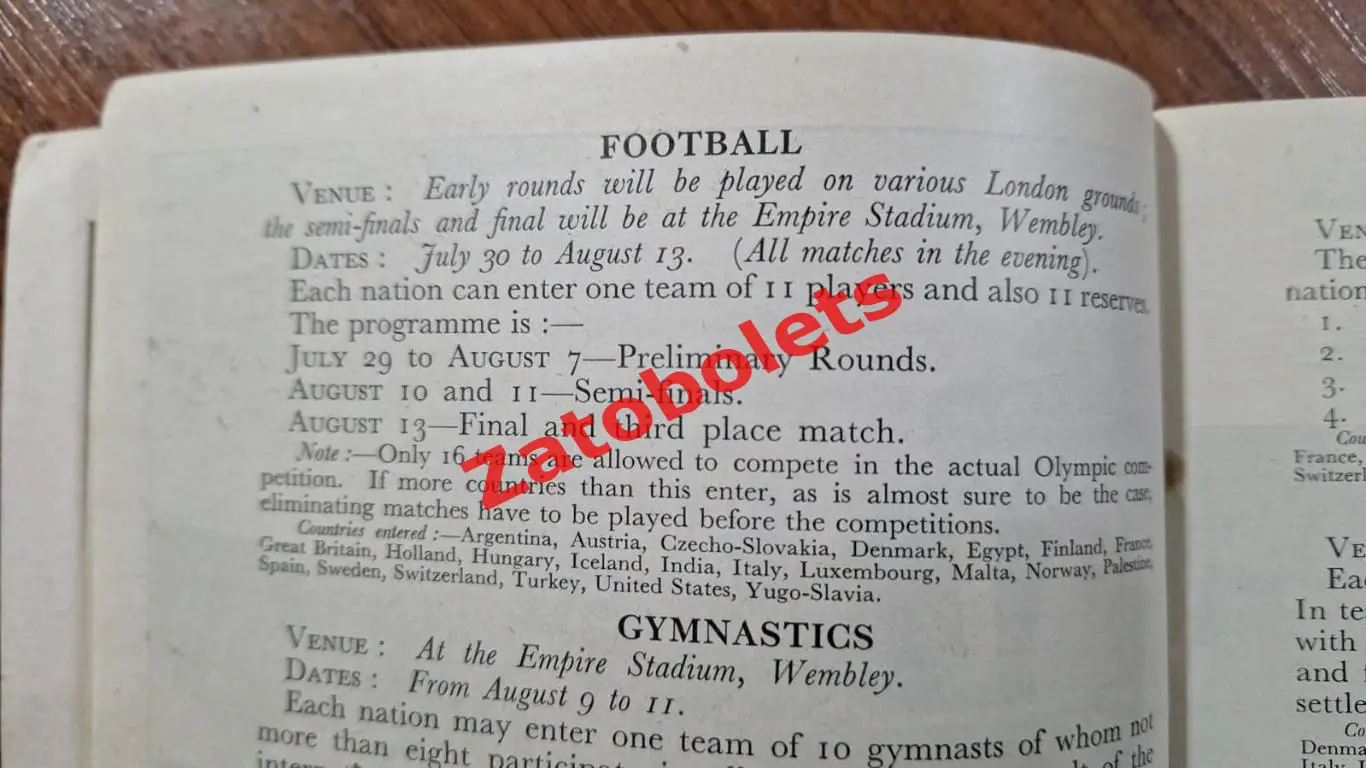 FOOTBALL
VENUE : Early rounds will be played on various London grounds;
the semi-finals and final will be at the Empire Stadium, Wembley.
DATES : July 30 to August 13. (All matches in the evening).
Each nation can enter one team of 11 players and also 11 reserves.
The programme is :—
JULY 29 to AUGUST 7—Preliminary Rounds.
AUGUST 10 and 11—Semi-finals.
AUGUST 13—Final and third place match.
Note :—Only 16 teams are allowed to compete in the actual Olympic com-
petition. If more countries than this enter, as is almost sure to be the case,
eliminating matches have to be played before the competitions.
Countries entered :—Argentina, Austria, Czecho-Slovakia, Denmark, Egypt, Finland, France,
Great Britain, Holland, Hungary, Iceland, India, Italy, Luxembourg, Malta, Norway, Palestine,
Spain, Sweden, Switzerland, Turkey, United States, Yugo-Slavia.
GYMNASTICS
VENUE : At the Empire Stadium, Wembley.
DATES : From August 9 to 11.
Each nation may enter one team of 10 gymnasts of whom not
more than eight
of the
Zatobolets
The
nation
1.
2.
3.
4.
France,
Switzerl
Ea
In te
with
and
settle
Denma